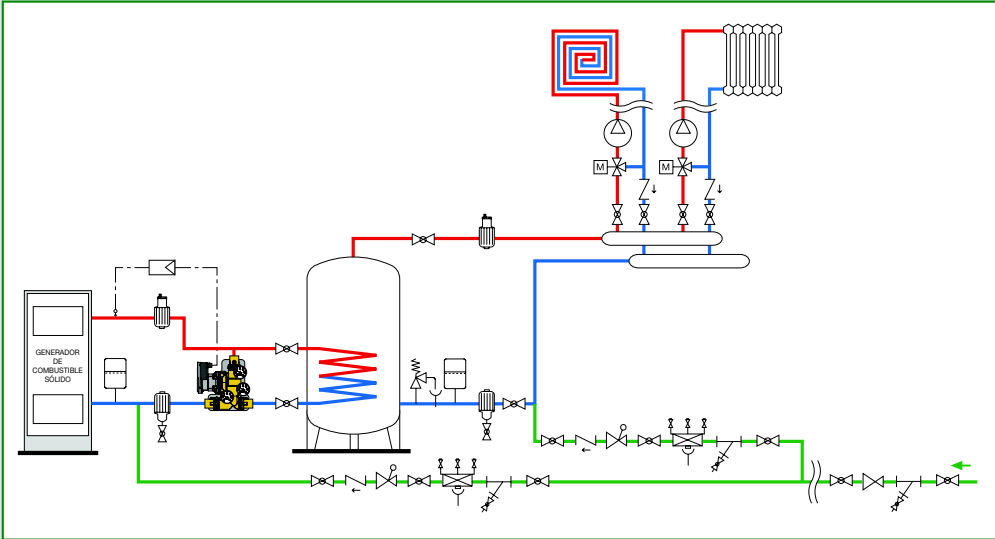 M
M
GENERADOR
DE
COMBUSTIBLE
SÓLIDO